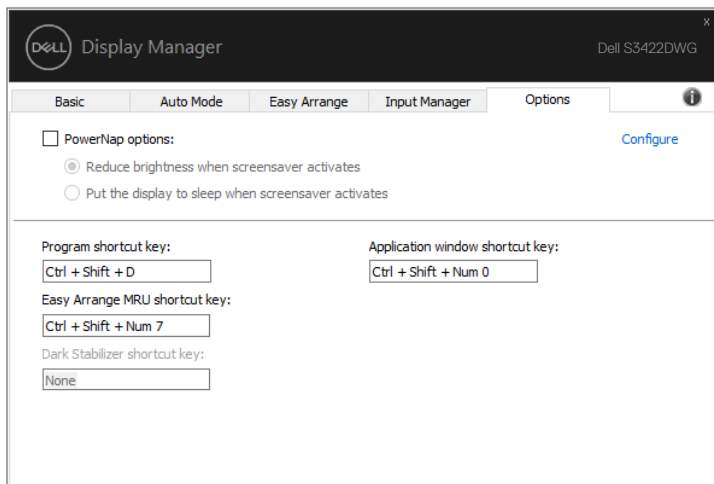 x
DELL Display Manager
Dell S3422DWG
Basic
Auto Mode
Easy Arrange
Input Manager
Options
i
PowerNap options:
Configure
Reduce brightness when screensaver activates
Put the display to sleep when screensaver activates
Program shortcut key:
Application window shortcut key:
Ctrl + Shift + D
Ctrl + Shift + Num 0
Easy Arrange MRU shortcut key:
Ctrl + Shift + Num 7
Dark Stabilizer shortcut key:
None